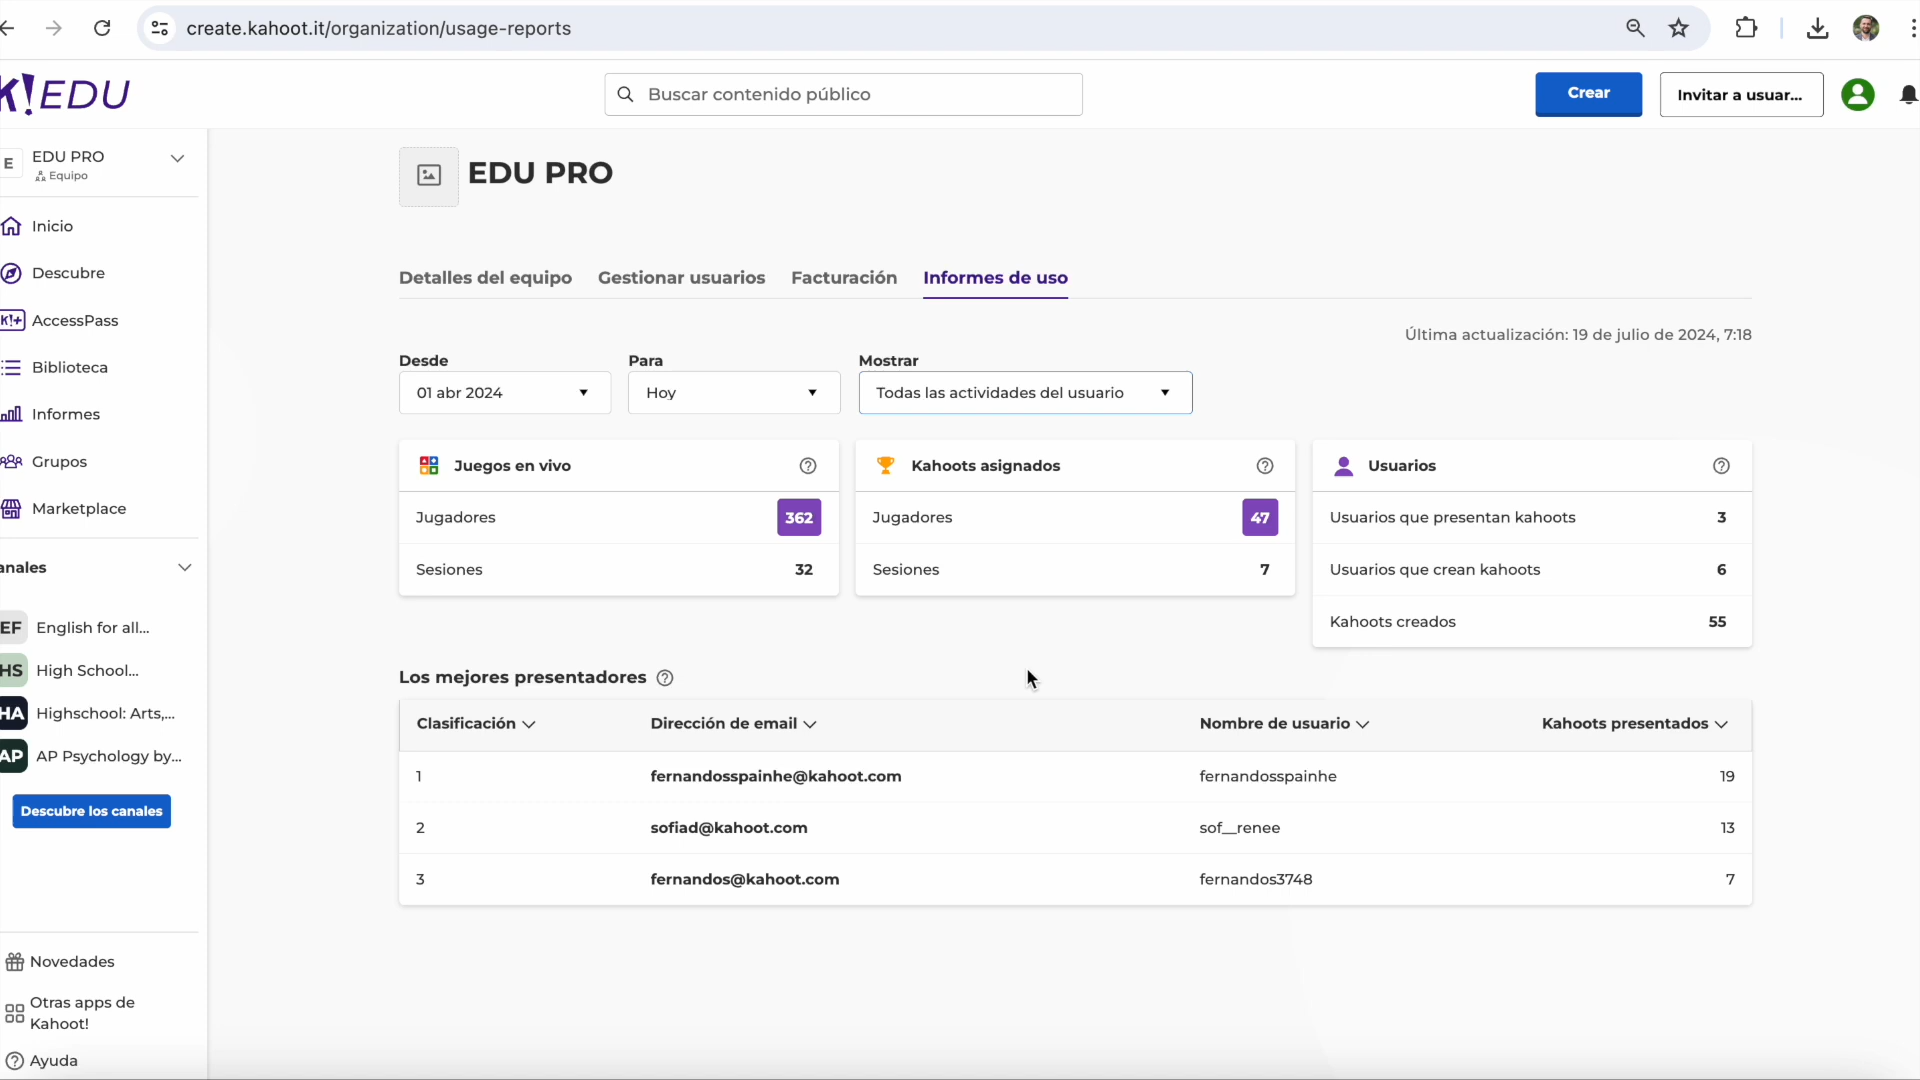 create.kahoot.it/organization/usage-reports
K!EDU
Buscar contenido público
Crear
Invitar a usuar...
E
EDU PRO
Equipo
EDU PRO
Inicio
Descubre
K!+ AccessPass
Biblioteca
Informes
Grupos
Marketplace
anales
EF English for all...
HS High School...
HA Highschool: Arts,...
AP AP Psychology by...
Descubre los canales
Novedades
Otras apps de
Kahoot!
Ayuda
Detalles del equipo Gestionar usuarios Facturación Informes de uso
Última actualización: 19 de julio de 2024, 7:18
Desde Para Mostrar
01 abr 2024 Hoy Todas las actividades del usuario
Juegos en vivo
Jugadores 362
Sesiones 32
Kahoots asignados
Jugadores 47
Sesiones 7
Usuarios
Usuarios que presentan kahoots 3
Usuarios que crean kahoots 6
Kahoots creados 55
Los mejores presentadores
Clasificación Dirección de email Nombre de usuario Kahoots presentados
1 fernandosspainhe@kahoot.com fernandosspainhe 19
2 sofiad@kahoot.com sof__renee 13
3 fernandos@kahoot.com fernandos3748 7